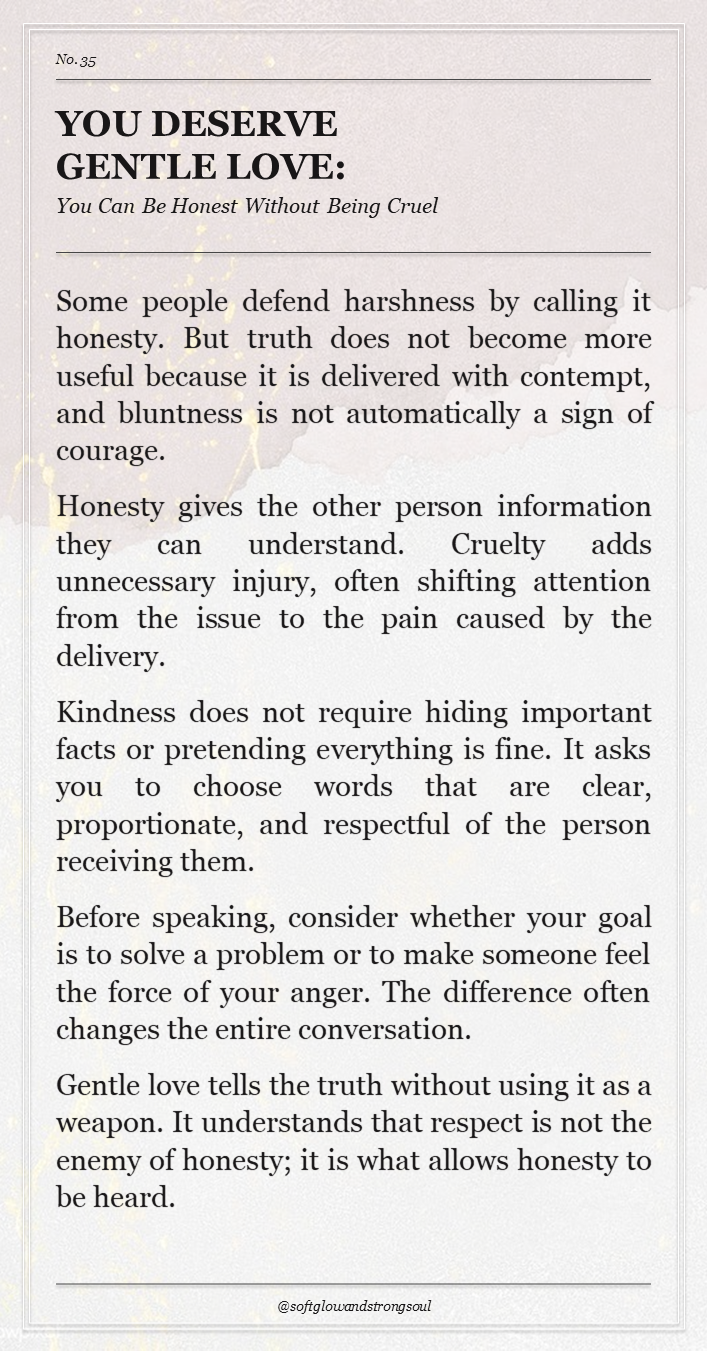 No. 35
YOU DESERVE
GENTLE LOVE:
You Can Be Honest Without Being Cruel
Some people defend harshness by calling it
honesty. But truth does not become more
useful because it is delivered with contempt,
and bluntness is not automatically a sign of
courage.
Honesty gives the other person information
they can understand. Cruelty adds
unnecessary injury, often shifting attention
from the issue to the pain caused by the
delivery.
Kindness does not require hiding important
facts or pretending everything is fine. It asks
you to choose words that are clear,
proportionate, and respectful of the person
receiving them.
Before speaking, consider whether your goal
is to solve a problem or to make someone feel
the force of your anger. The difference often
changes the entire conversation.
Gentle love tells the truth without using it as a
weapon. It understands that respect is not the
enemy of honesty; it is what allows honesty to
be heard.
@softglowandstrongsoul